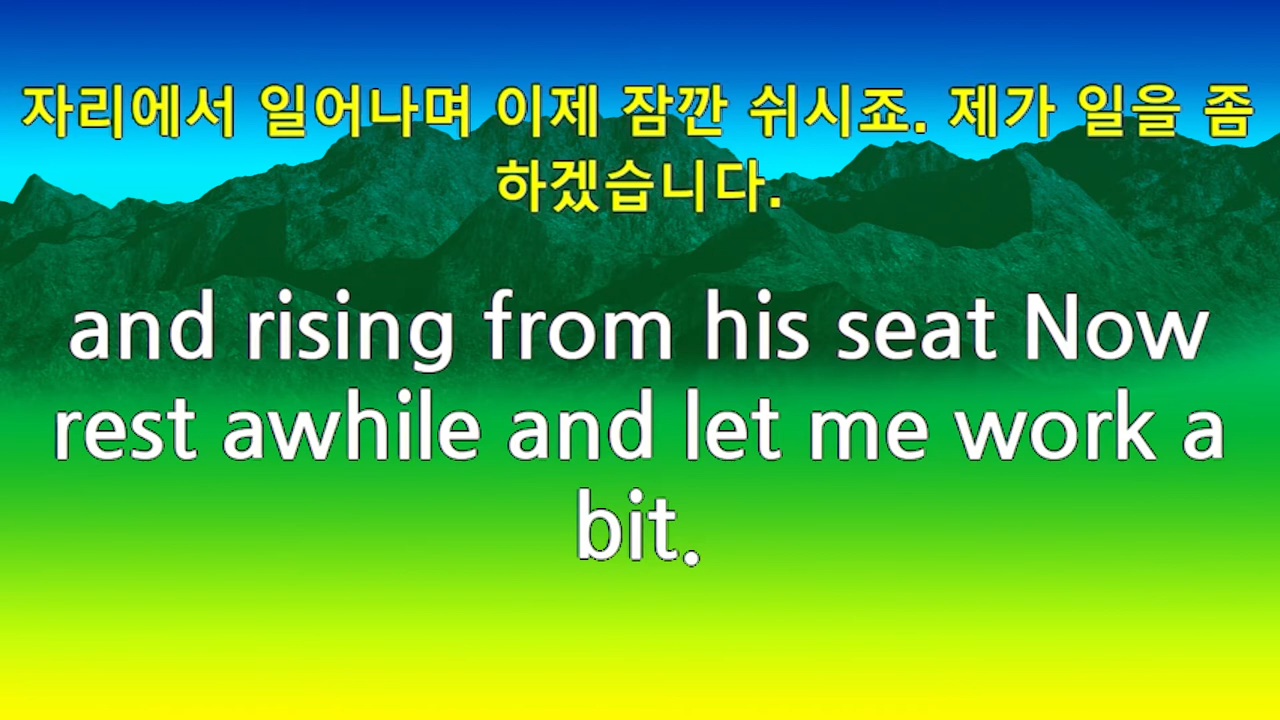 자리에서 일어나며 이제 잠깐 쉬시죠. 제가 일을 좀
하겠습니다.
and rising from his seat Now
rest awhile and let me work a
bit.